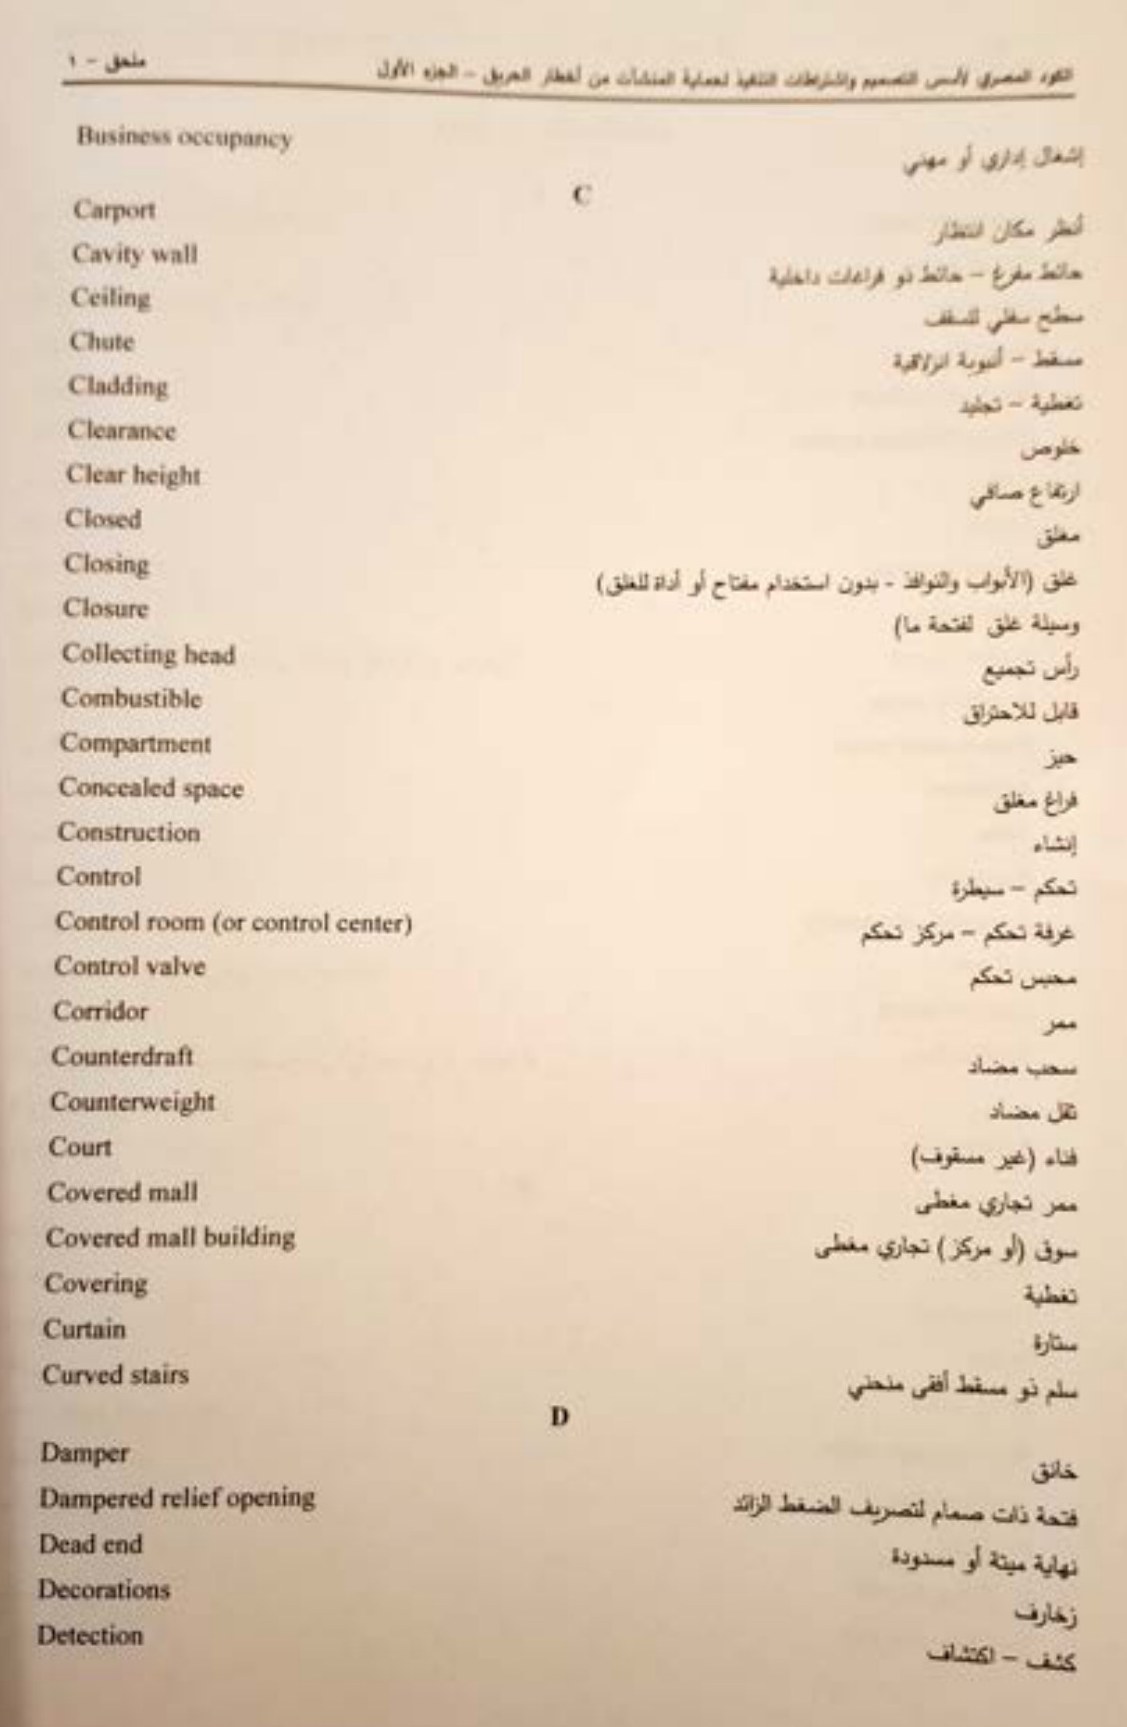 الكود المصري لأسس التصميم واشتراطات التنفيذ لحماية المنشآت من أخطار الحريق – الجزء الأول ملحق – ١
Business occupancy إشغال إداري أو مهني
C
Carport أنظر مكان انتظار
Cavity wall حائط مفرغ – حائط ذو فراغات داخلية
Ceiling سطح سفلي للسقف
Chute مسقط – أنبوبة انزلاقية
Cladding تغطية – تجليد
Clearance خلوص
Clear height ارتفاع صافي
Closed مغلق
Closing غلق (الأبواب والنوافذ - بدون استخدام مفتاح أو أداة للغلق)
Closure وسيلة غلق لفتحة ما)
Collecting head رأس تجميع
Combustible قابل للاحتراق
Compartment حيز
Concealed space فراغ مغلق
Construction إنشاء
Control تحكم – سيطرة
Control room (or control center) غرفة تحكم – مركز تحكم
Control valve محبس تحكم
Corridor ممر
Counterdraft سحب مضاد
Counterweight ثقل مضاد
Court فناء (غير مسقوف)
Covered mall ممر تجاري مغطى
Covered mall building سوق (أو مركز) تجاري مغطى
Covering تغطية
Curtain ستارة
Curved stairs سلم ذو مسقط أفقى منحني
D
Damper خانق
Dampered relief opening فتحة ذات صمام لتصريف الضغط الزائد
Dead end نهاية ميتة أو مسدودة
Decorations زخارف
Detection كشف – اكتشاف